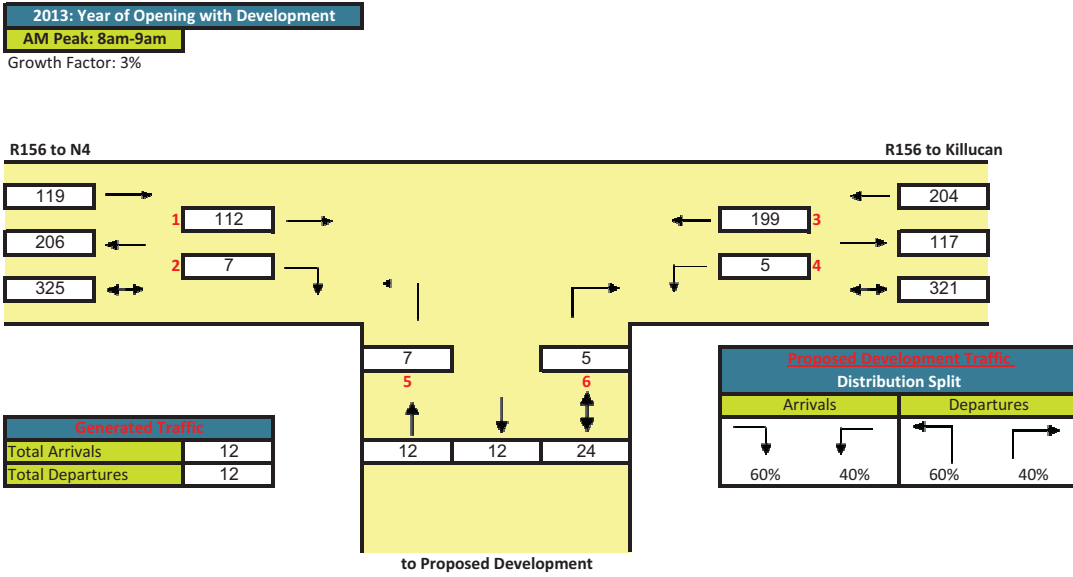 2013: Year of Opening with Development
AM Peak: 8am-9am
Growth Factor: 3%
R156 to N4
R156 to Killucan
119
204
1
112
199
3
206
117
2
7
5
4
325
321
7
5
5
6
Proposed Development Traffic
Distribution Split
Arrivals
Departures
60%
40%
60%
40%
Generated Traffic
Total Arrivals
12
Total Departures
12
12
12
24
to Proposed Development